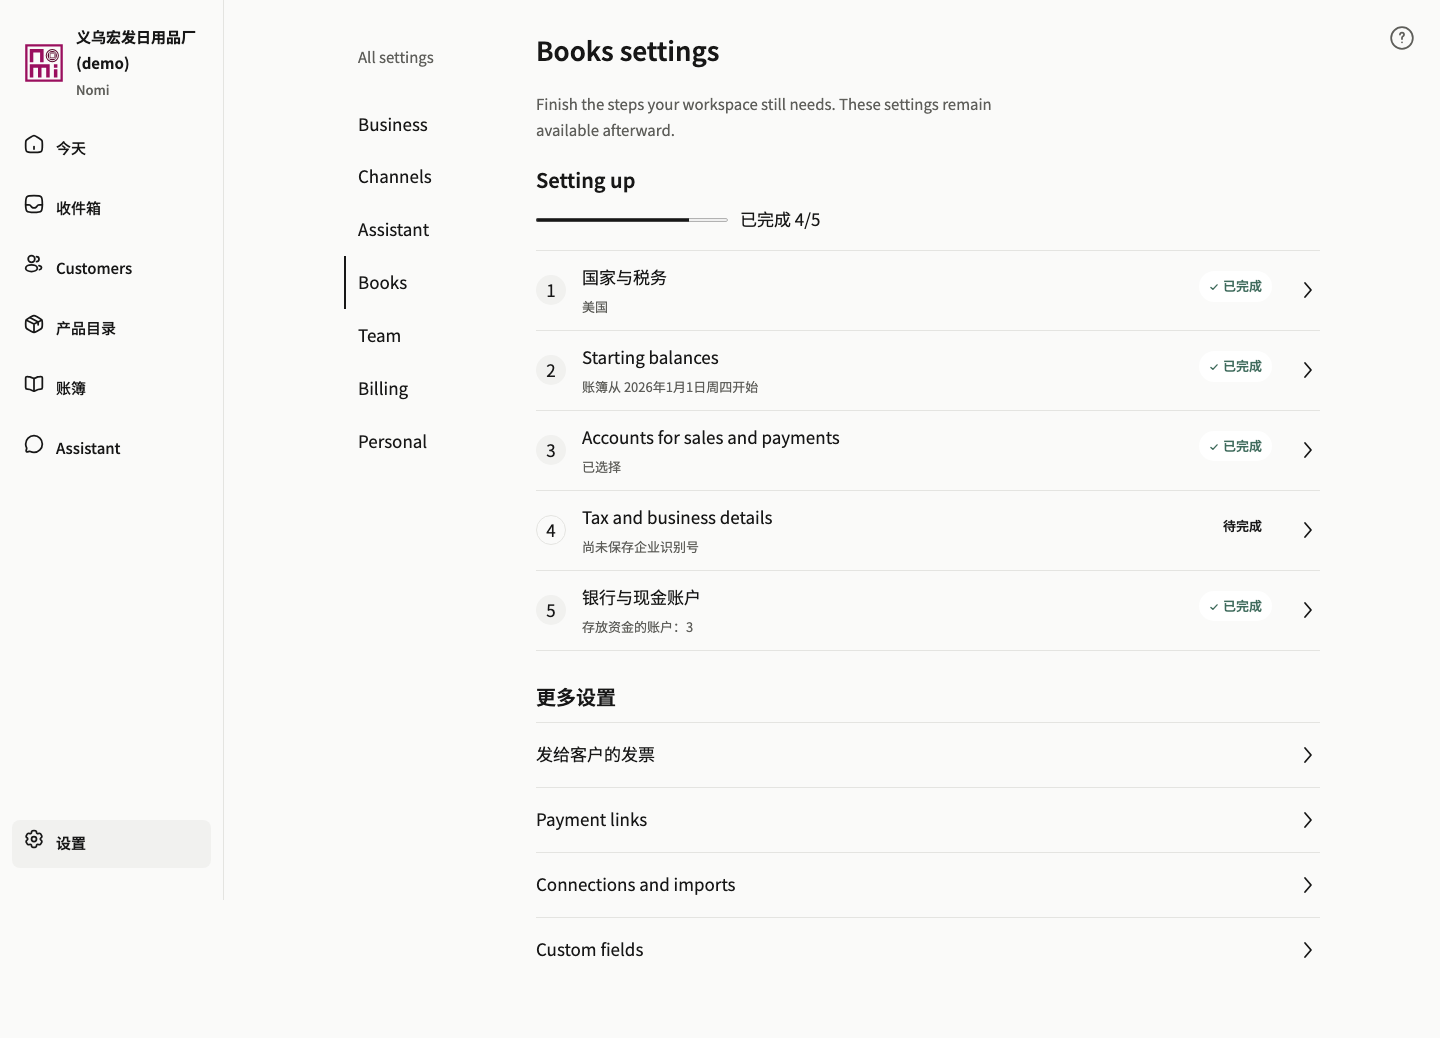 义乌宏发日用品厂
(demo)
Nomi
今天
收件箱
Customers
产品目录
账簿
Assistant
设置
All settings
Business
Channels
Assistant
Books
Team
Billing
Personal
Books settings
Finish the steps your workspace still needs. These settings remain
available afterward.
Setting up
已完成 4/5
1
国家与税务
美国
已完成
2
Starting balances
账簿从 2026年1月1日周四开始
已完成
3
Accounts for sales and payments
已选择
已完成
4
Tax and business details
尚未保存企业识别号
待完成
5
银行与现金账户
存放资金的账户：3
已完成
更多设置
发给客户的发票
Payment links
Connections and imports
Custom fields